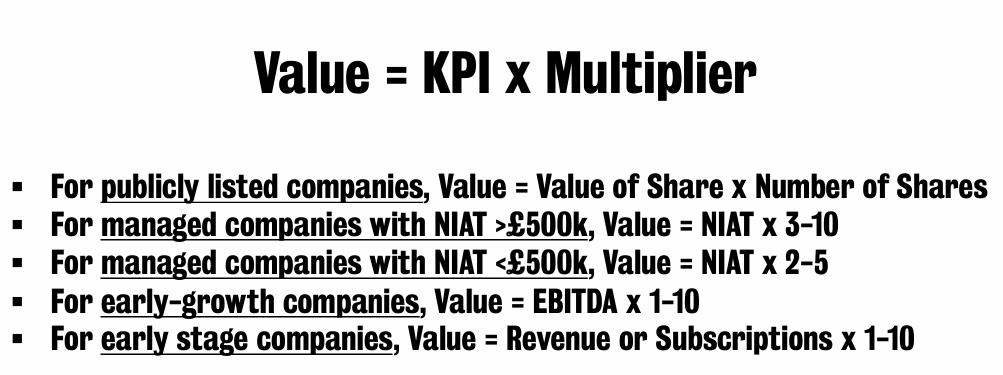 Value = KPI x Multiplier
▪ For publicly listed companies, Value = Value of Share x Number of Shares
▪ For managed companies with NIAT >£500k, Value = NIAT x 3-10
▪ For managed companies with NIAT <£500k, Value = NIAT x 2-5
▪ For early-growth companies, Value = EBITDA x 1-10
▪ For early stage companies, Value = Revenue or Subscriptions x 1-10